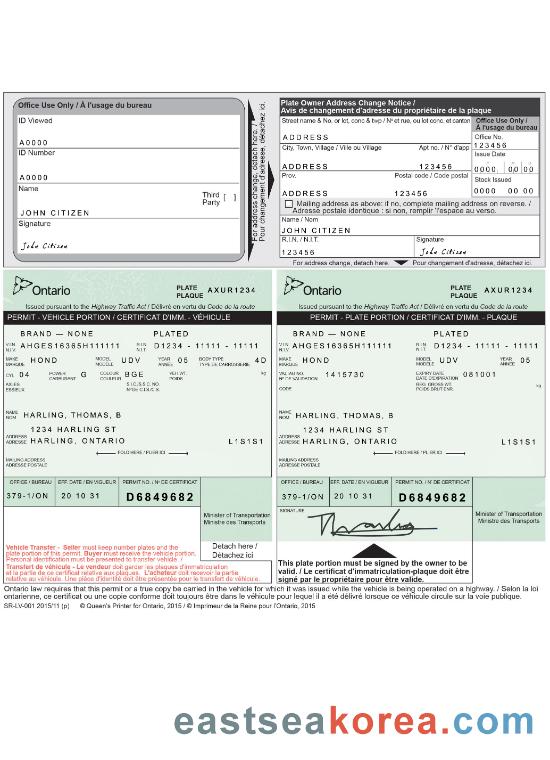 Office Use Only / À l'usage du bureau
ID Viewed
A0000
ID Number
A0000
Name
Third Party [ ]
JOHN CITIZEN
Signature
John Citizen
For address change, detach here. /
Pour changement d'adresse, détachez ici.
Plate Owner Address Change Notice /
Avis de changement d'adresse du propriétaire de la plaque
Street name & No. or lot, conc & twp / Nº et rue, ou lot, conc. et canton
ADDRESS
City, Town, Village / Ville ou Village Apt no. / N° d'app
ADDRESS 123456
Prov. Postal code / Code postal
ADDRESS 123456
Office Use Only /
À l'usage du bureau
Office No.
123456
Issue Date
0000 00 00
Stock Issued
0000 00 00
Mailing address as above: if no, complete mailing address on reverse. /
Adresse postale identique : si non, remplir l'espace au verso.
Name / Nom
JOHN CITIZEN
R.I.N. / N.I.T. Signature
123456 John Citizen
For address change, detach here. Pour changement d'adresse, détachez ici.
Ontario PLATE PLAQUE AXUR1234
Issued pursuant to the Highway Traffic Act / Délivré en vertu du Code de la route
PERMIT - VEHICLE PORTION / CERTIFICAT D'IMM. - VÉHICULE
BRAND — NONE PLATED
V.I.N. N.I.V. AHGES16365H111111 R.I.N. N.I.T. D1234 - 11111 - 11111
MAKE MARQUE HOND MODEL MODÈLE UDV YEAR ANNÉE 05 BODY TYPE TYPE DE CARROSSERIE 4D
CYL 04 POWER CARBURENT G COLOUR COULEUR BGE VEH.WT. POIDS kg
AXLES ESSIEUX
NAME NOM HARLING, THOMAS, B
1234 HARLING ST
ADDRESS ADRESSE HARLING, ONTARIO L1S1S1
FOLD HERE / PLIER ICI
MAILING ADDRESS
ADRESSE POSTALE
OFFICE / BUREAU EFF. DATE / EN VIGUEUR PERMIT NO. / Nº DE CERTIFICAT
379-1/ON 20 10 31 D6849682
Minister of Transportation
Ministre des Transports
Vehicle Transfer - Seller must keep number plates and the
plate portion of this permit. Buyer must receive the vehicle portion.
Personal identification must be presented to transfer vehicle. /
Transfert de véhicule - Le vendeur doit garder les plaques d'immatriculation
et la partie de ce certificat relative aux plaques. L'acheteur doit recevoir la partie
relative au véhicule. Une pièce d'identité doit être présentée pour le transfert de véhicule.
Detach here /
Détachez ici
Ontario PLATE PLAQUE AXUR1234
Issued pursuant to the Highway Traffic Act / Délivré en vertu du Code de la route
PERMIT - PLATE PORTION / CERTIFICAT D'IMM. - PLAQUE
BRAND — NONE PLATED
V.I.N. N.I.V. AHGES16365H111111 R.I.N. N.I.T. D1234 - 11111 - 11111
MAKE MARQUE HOND MODEL MODÈLE UDV YEAR ANNÉE 05
VALID NO. Nº DE VALIDATION 1415730 EXPIRY DATE DATE D'EXPIRATION 081001
CODE REG. GROSS WT. POIDS BRUT ENR. kg
NAME NOM HARLING, THOMAS, B
1234 HARLING ST
ADDRESS ADRESSE HARLING, ONTARIO L1S1S1
FOLD HERE / PLIER ICI
MAILING ADDRESS
ADRESSE POSTALE
OFFICE / BUREAU EFF. DATE / EN VIGUEUR PERMIT NO. / Nº DE CERTIFICAT
379-1/ON 20 10 31 D6849682
SIGNATURE
Minister of Transportation
Ministre des Transports
This plate portion must be signed by the owner to be
valid. / Le certificat d'immatriculation-plaque doit être
signé par le propriétaire pour être valide.
Ontario law requires that this permit or a true copy be carried in the vehicle for which it was issued while the vehicle is being operated on a highway. / Selon la loi
ontarienne, ce certificat ou une copie conforme doit toujours être dans le véhicule pour lequel il a été délivré lorsque ce véhicule circule sur la voie publique.
SR-LV-001 2015/11 (p) © Queen's Printer for Ontario, 2015 / © Imprimeur de la Reine pour l'Ontario, 2015
eastseakorea.com